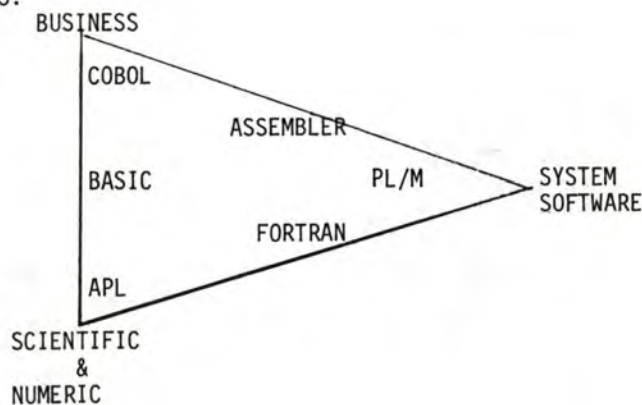 BUSINESS
COBOL
ASSEMBLER
BASIC
PL/M
SYSTEM
SOFTWARE
FORTRAN
APL
SCIENTIFIC
&
NUMERIC